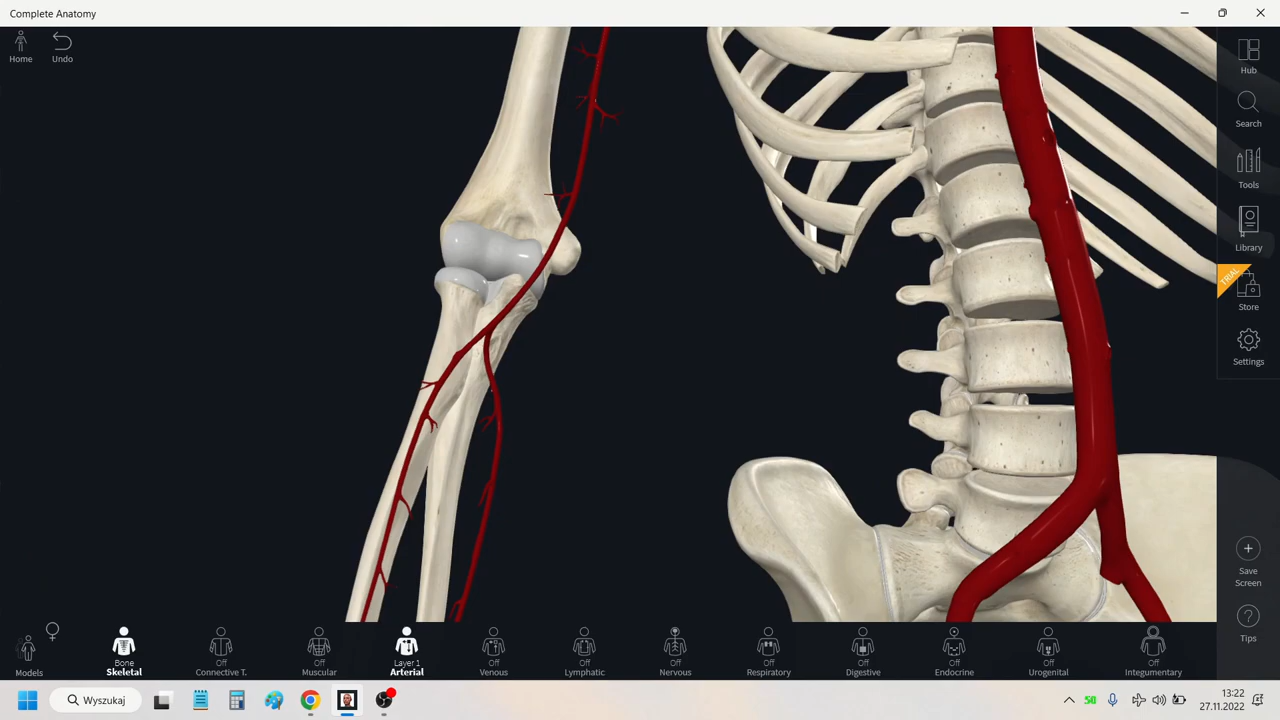 Complete Anatomy
Home
Undo
Hub
Search
Tools
Library
TRIAL
Store
Settings
Save
Screen
Tips
Models
Bone
Skeletal
Off
Connective T.
Off
Muscular
Layer 1
Arterial
Off
Venous
Off
Lymphatic
Off
Nervous
Off
Respiratory
Off
Digestive
Off
Endocrine
Off
Urogenital
Off
Integumentary
Wyszukaj
50
13:22
27.11.2022